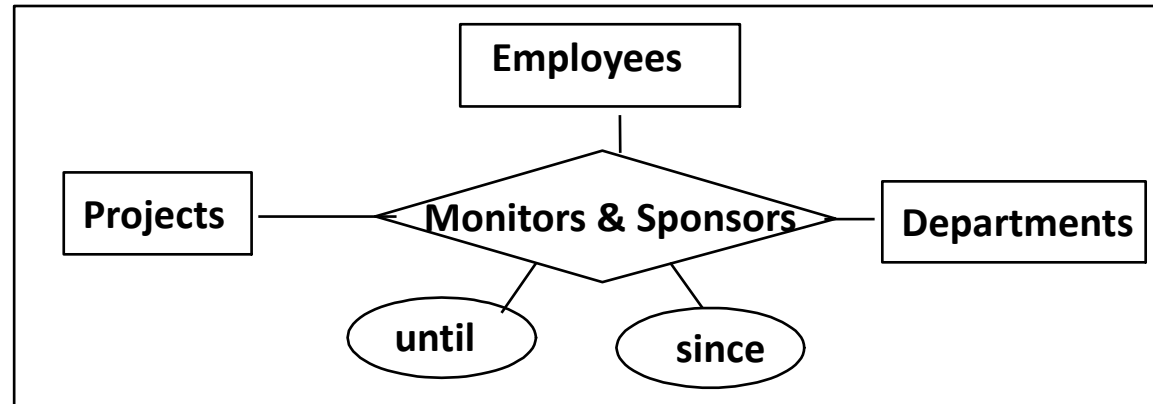 Employees
Projects
Monitors & Sponsors
Departments
until
since